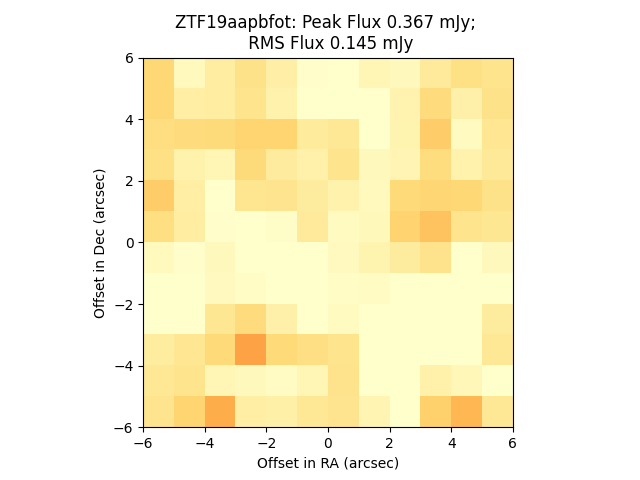 ZTF19aapbfot: Peak Flux 0.367 mJy;
RMS Flux 0.145 mJy
6
4
2
0
−2
−4
−6
Offset in Dec (arcsec)
−6 −4 −2 0 2 4 6
Offset in RA (arcsec)